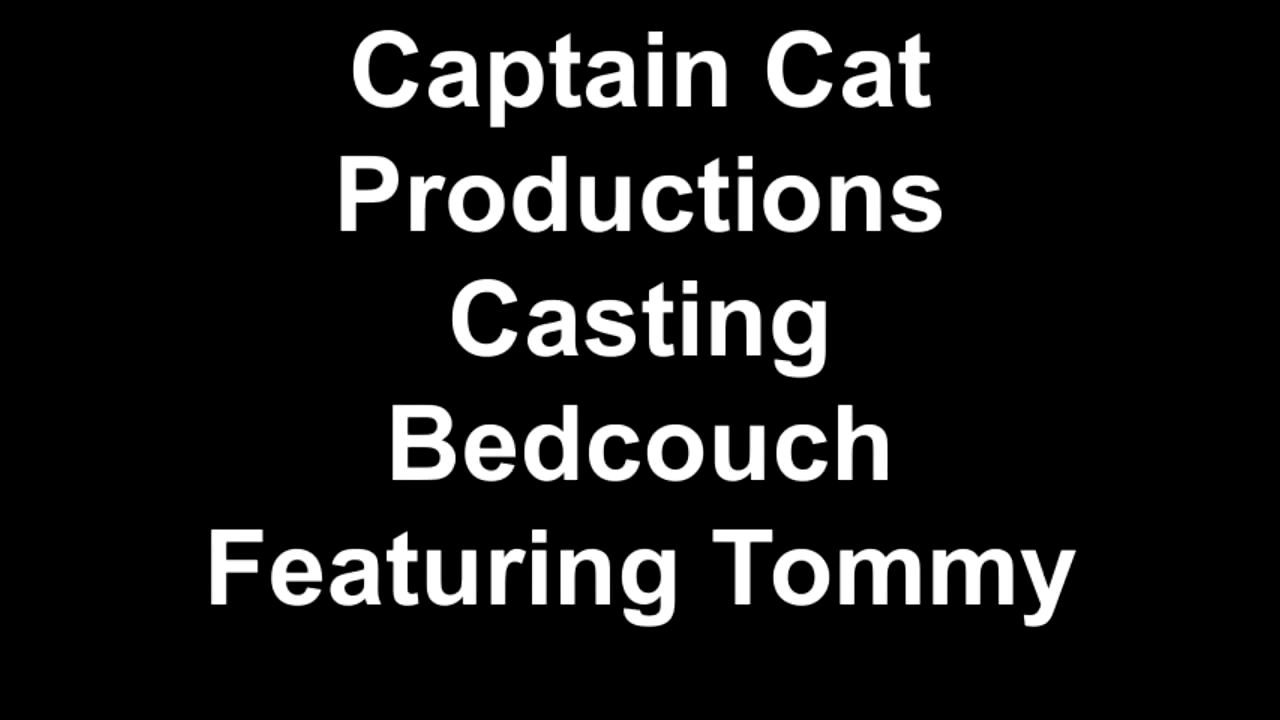 Captain Cat
Productions
Casting
Bedcouch
Featuring Tommy